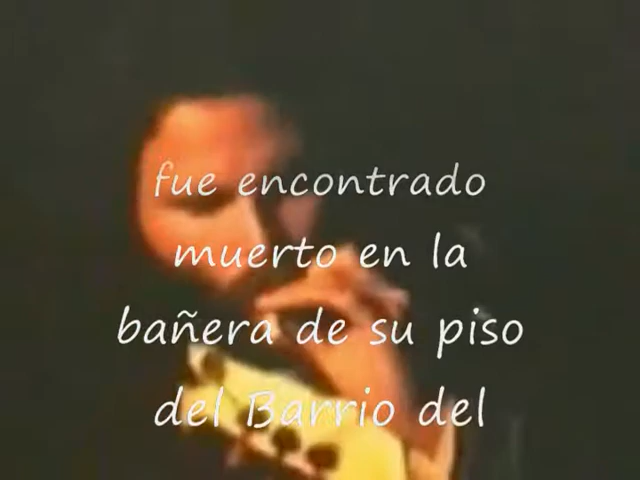 fue encontrado
muerto en la
bañera de su piso
del Barrio del